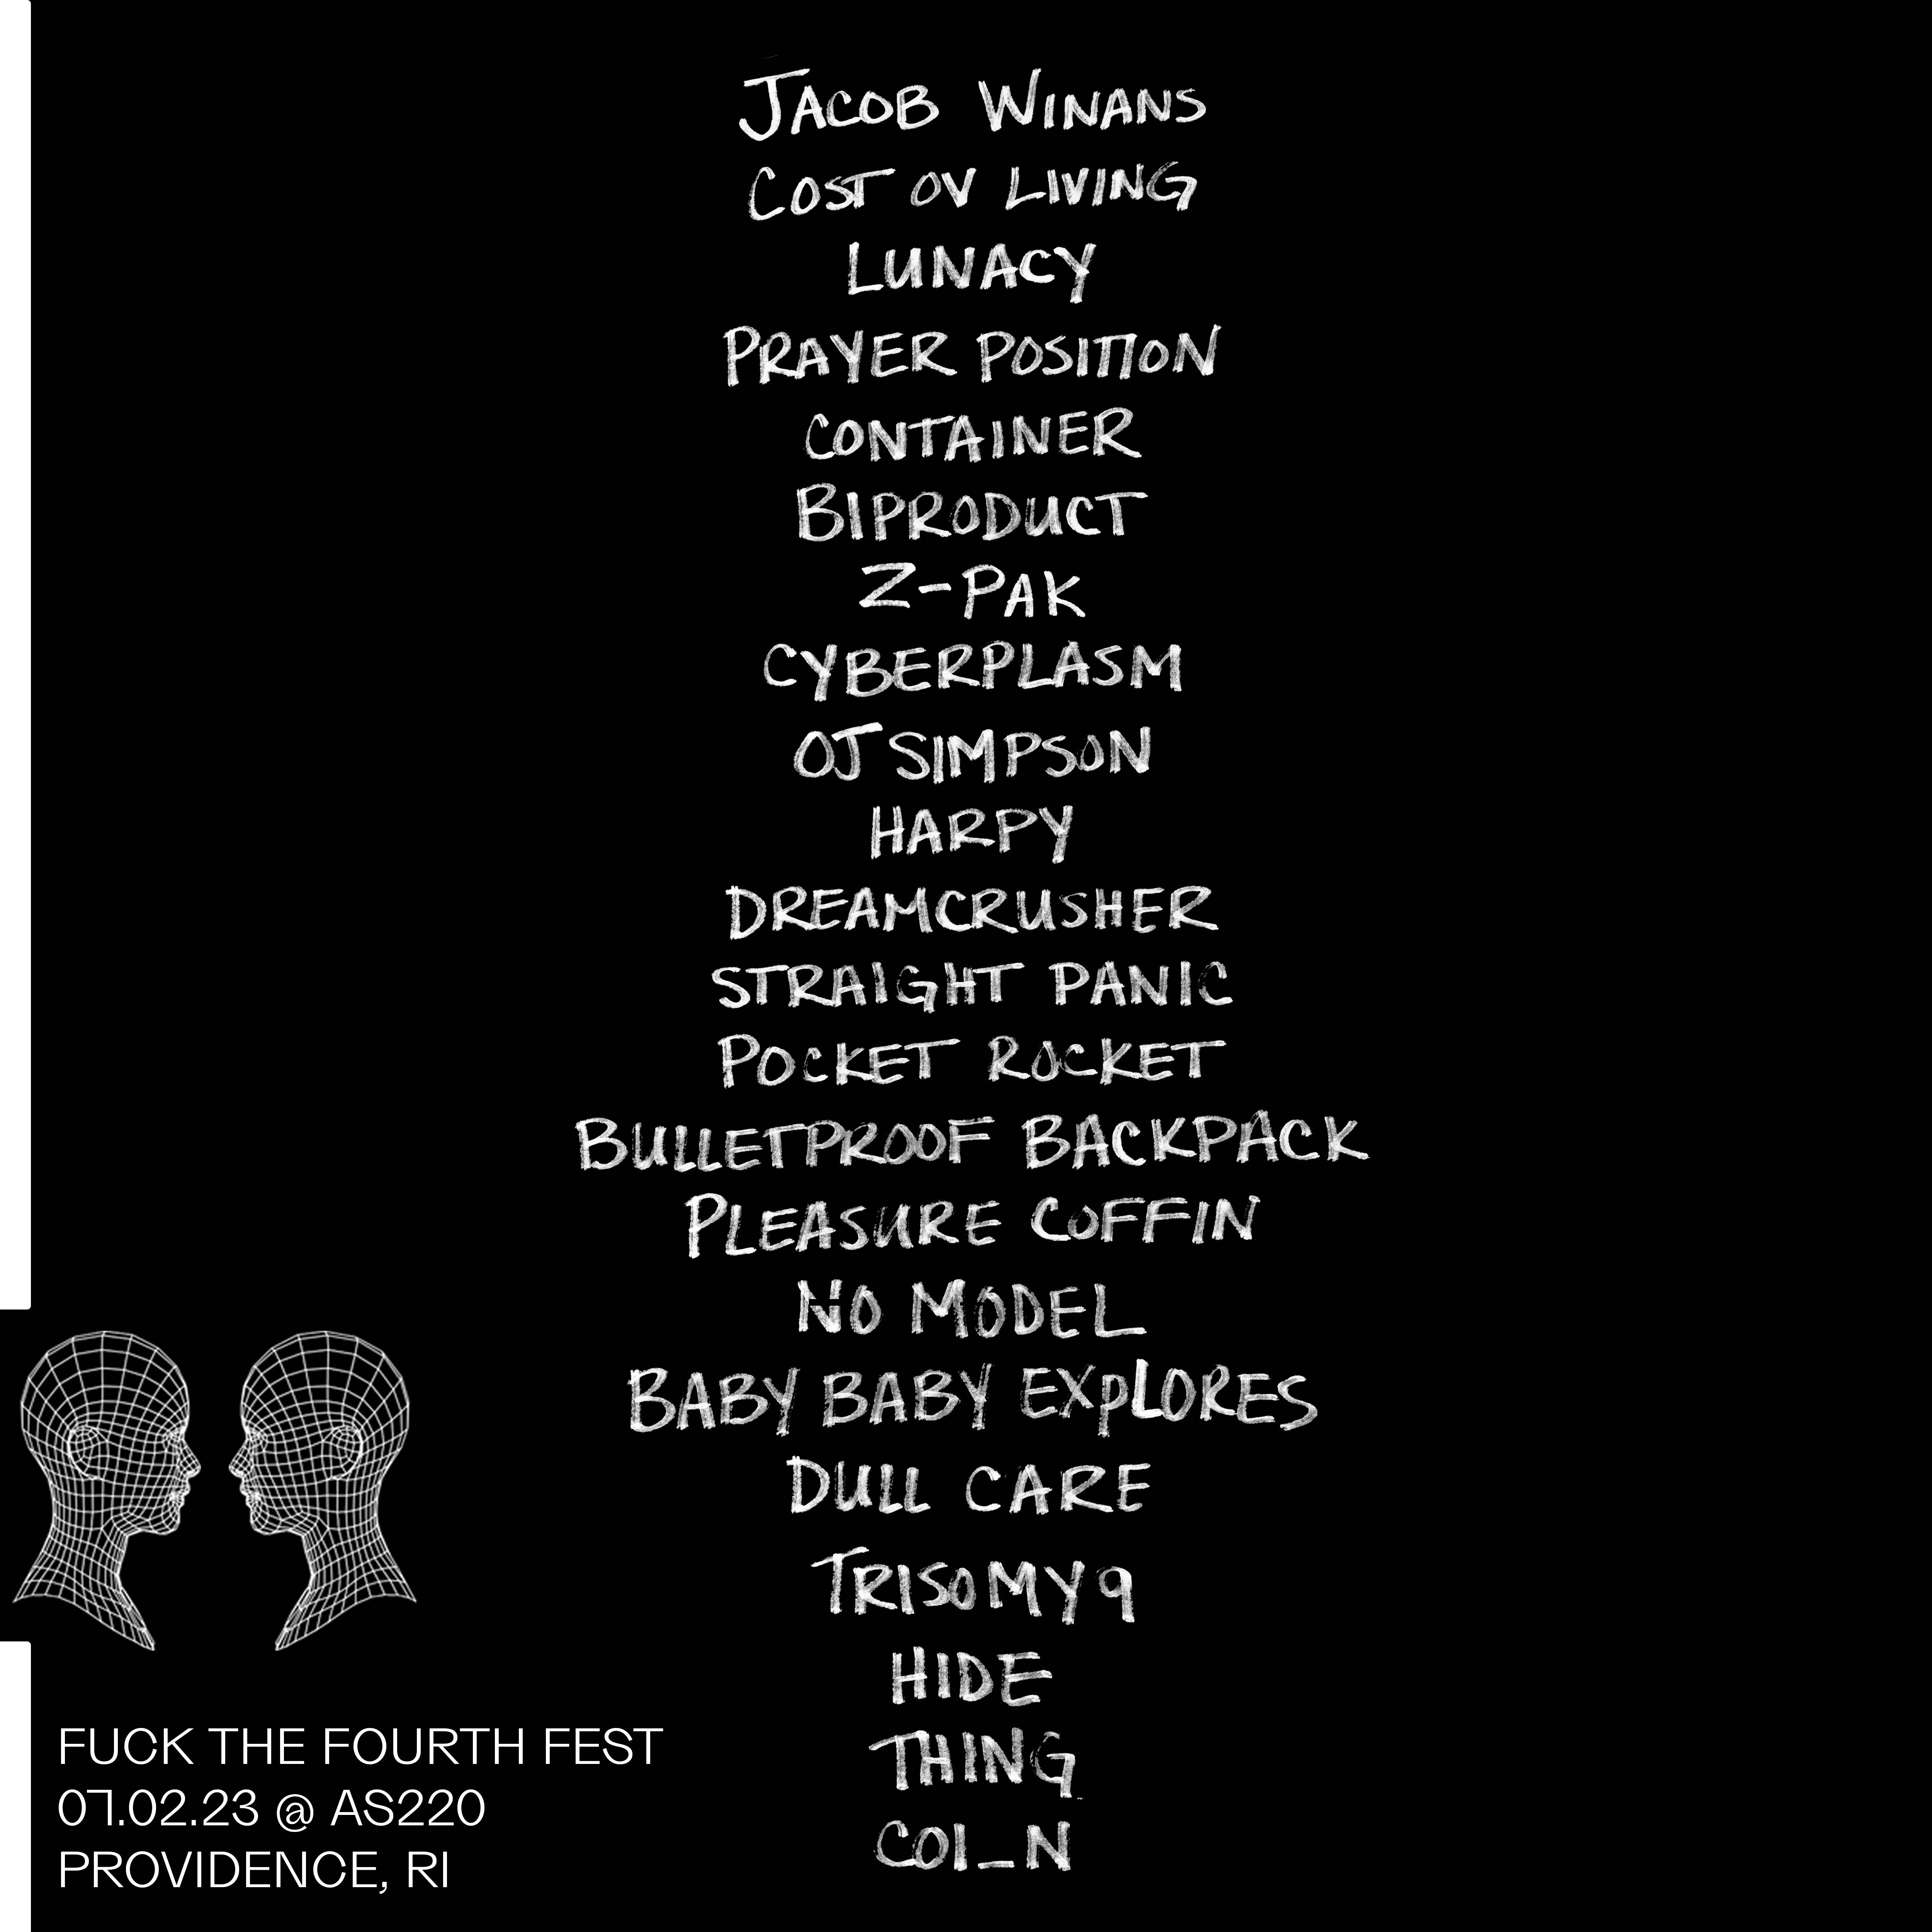 JACOB WINANS
COST OV LIVING
LUNACY
PRAYER POSITION
CONTAINER
BIPRODUCT
Z-PAK
CYBERPLASM
OJ SIMPSON
HARPY
DREAMCRUSHER
STRAIGHT PANIC
POCKET ROCKET
BULLETPROOF BACKPACK
PLEASURE COFFIN
NO MODEL
BABY BABY EXPLORES
DULL CARE
TRISOMY9
HIDE
THING
COI_N
FUCK THE FOURTH FEST
07.02.23 @ AS220
PROVIDENCE, RI